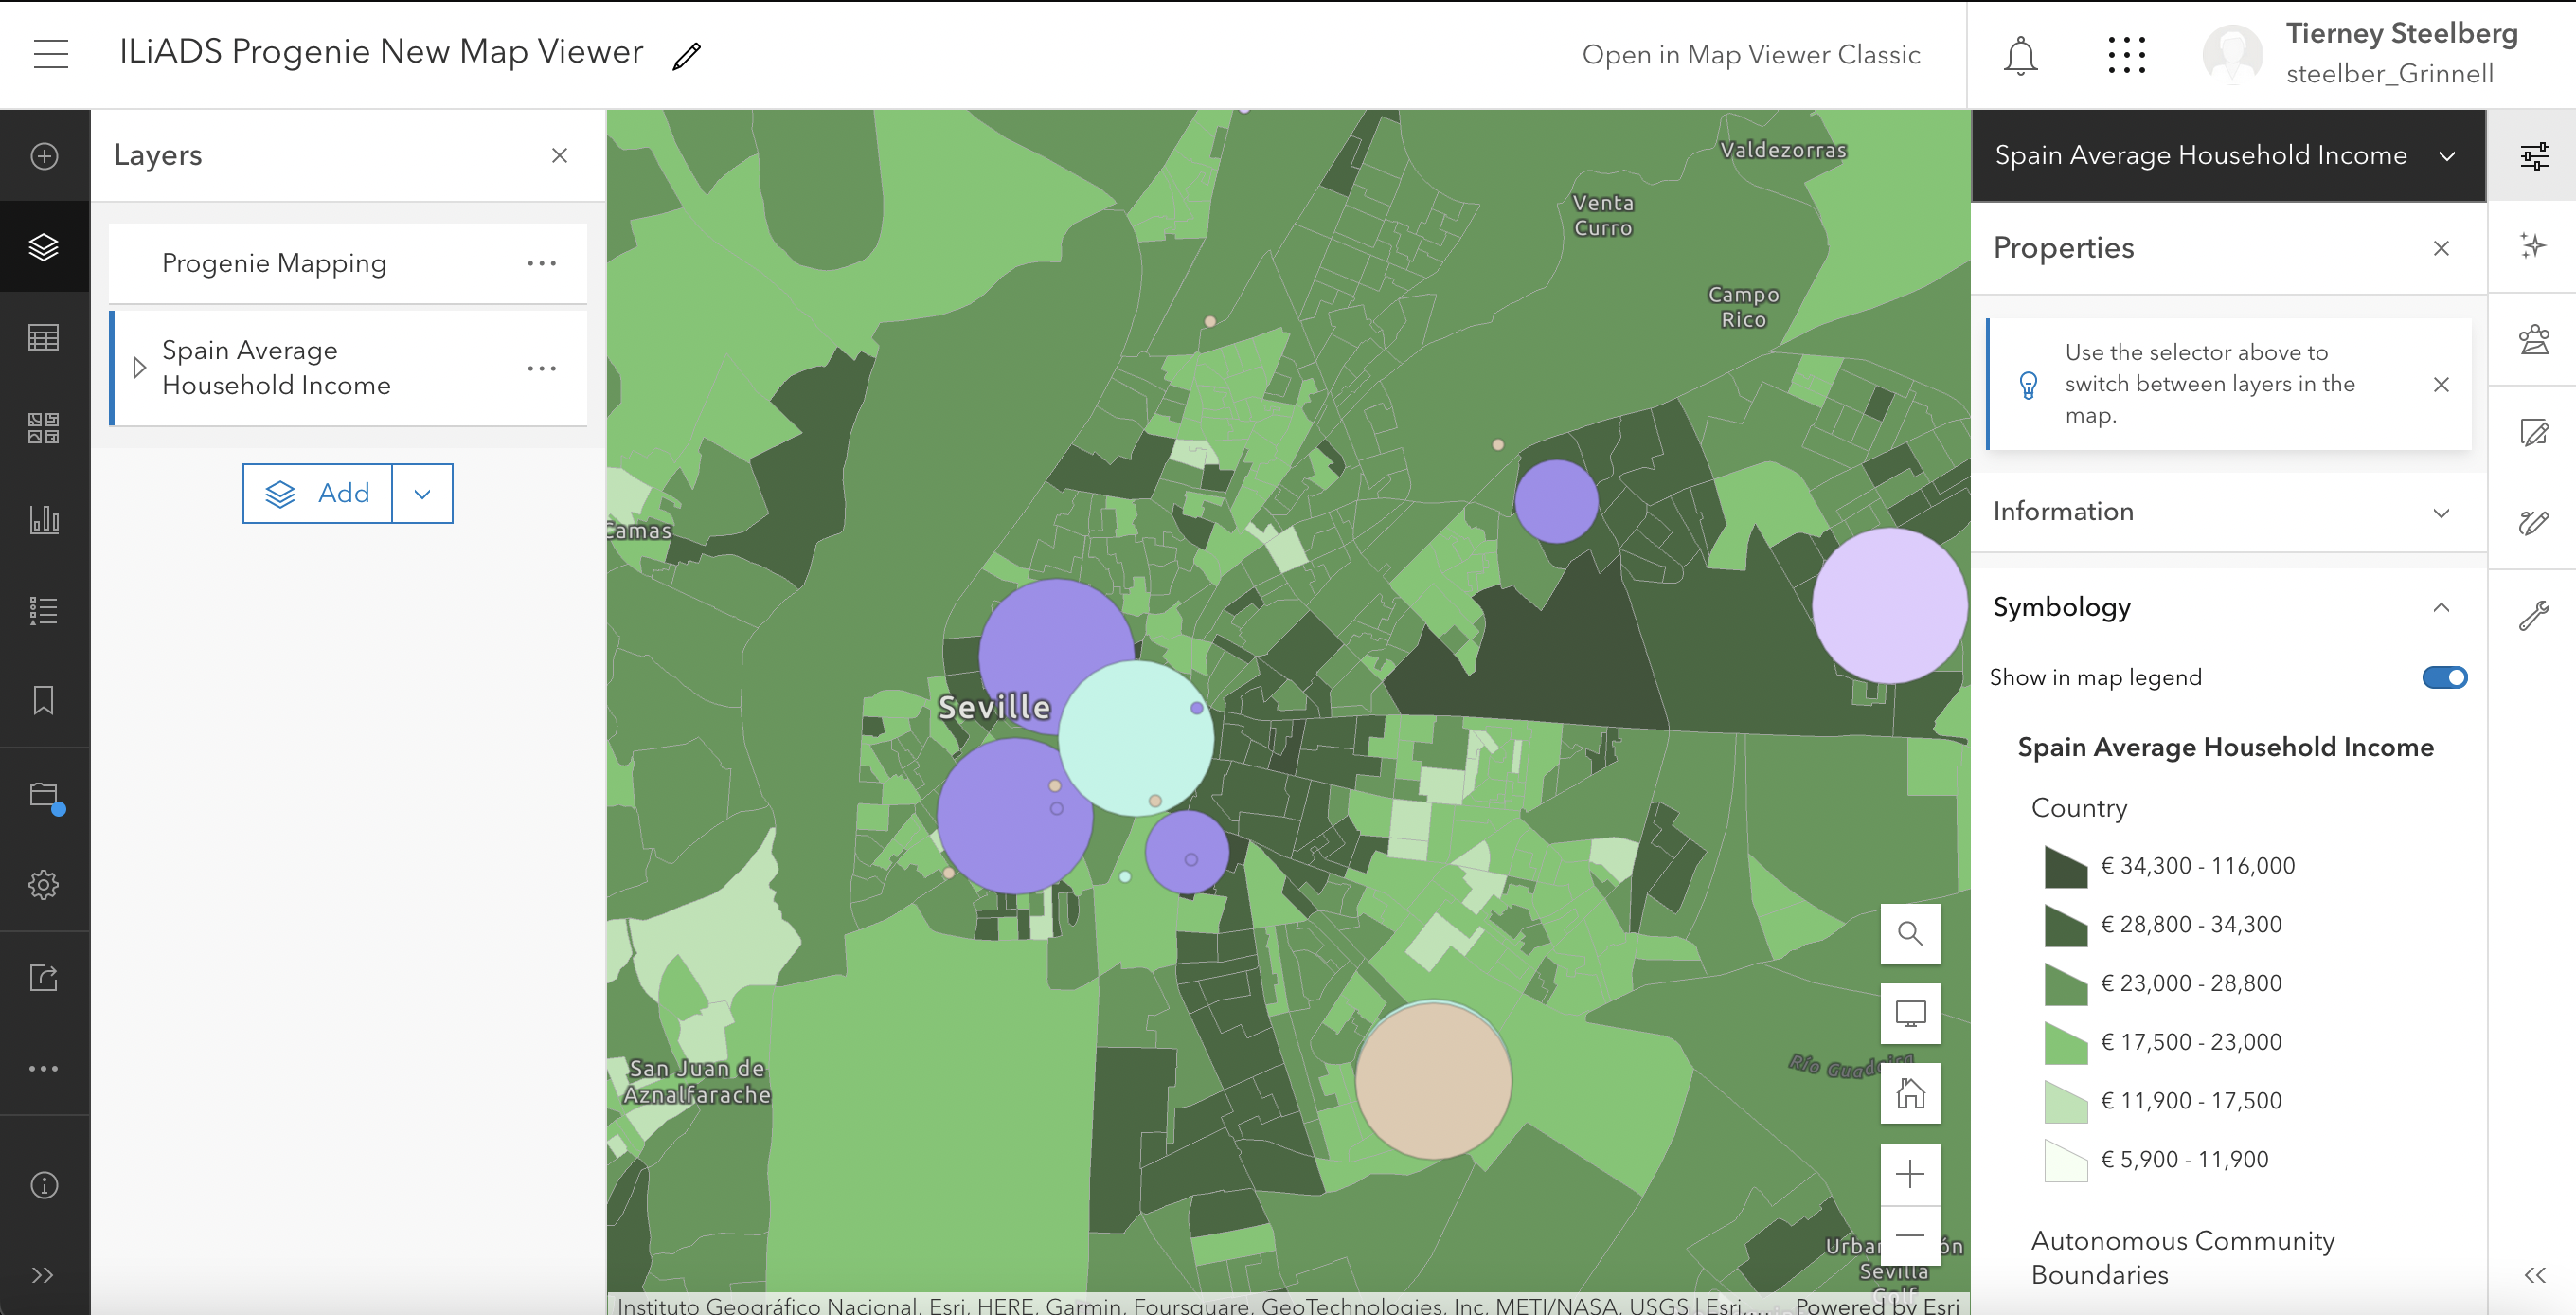 ILiADS Progenie New Map Viewer
Open in Map Viewer Classic
Tierney Steelberg
steelber_Grinnell
Layers
Progenie Mapping
Spain Average
Household Income
Add
Valdezorras
Venta
Curro
Campo
Rico
Camas
Seville
San Juan de
Aznalfarache
Río Guadaira
Sevilla
Golf
Instituto Geográfico Nacional, Esri, HERE, Garmin, Foursquare, GeoTechnologies, Inc, METI/NASA, USGS | Esri,...
Powered by Esri
Spain Average Household Income
Properties
Use the selector above to
switch between layers in the
map.
Information
Symbology
Show in map legend
Spain Average Household Income
Country
€ 34,300 - 116,000
€ 28,800 - 34,300
€ 23,000 - 28,800
€ 17,500 - 23,000
€ 11,900 - 17,500
€ 5,900 - 11,900
Autonomous Community
Boundaries